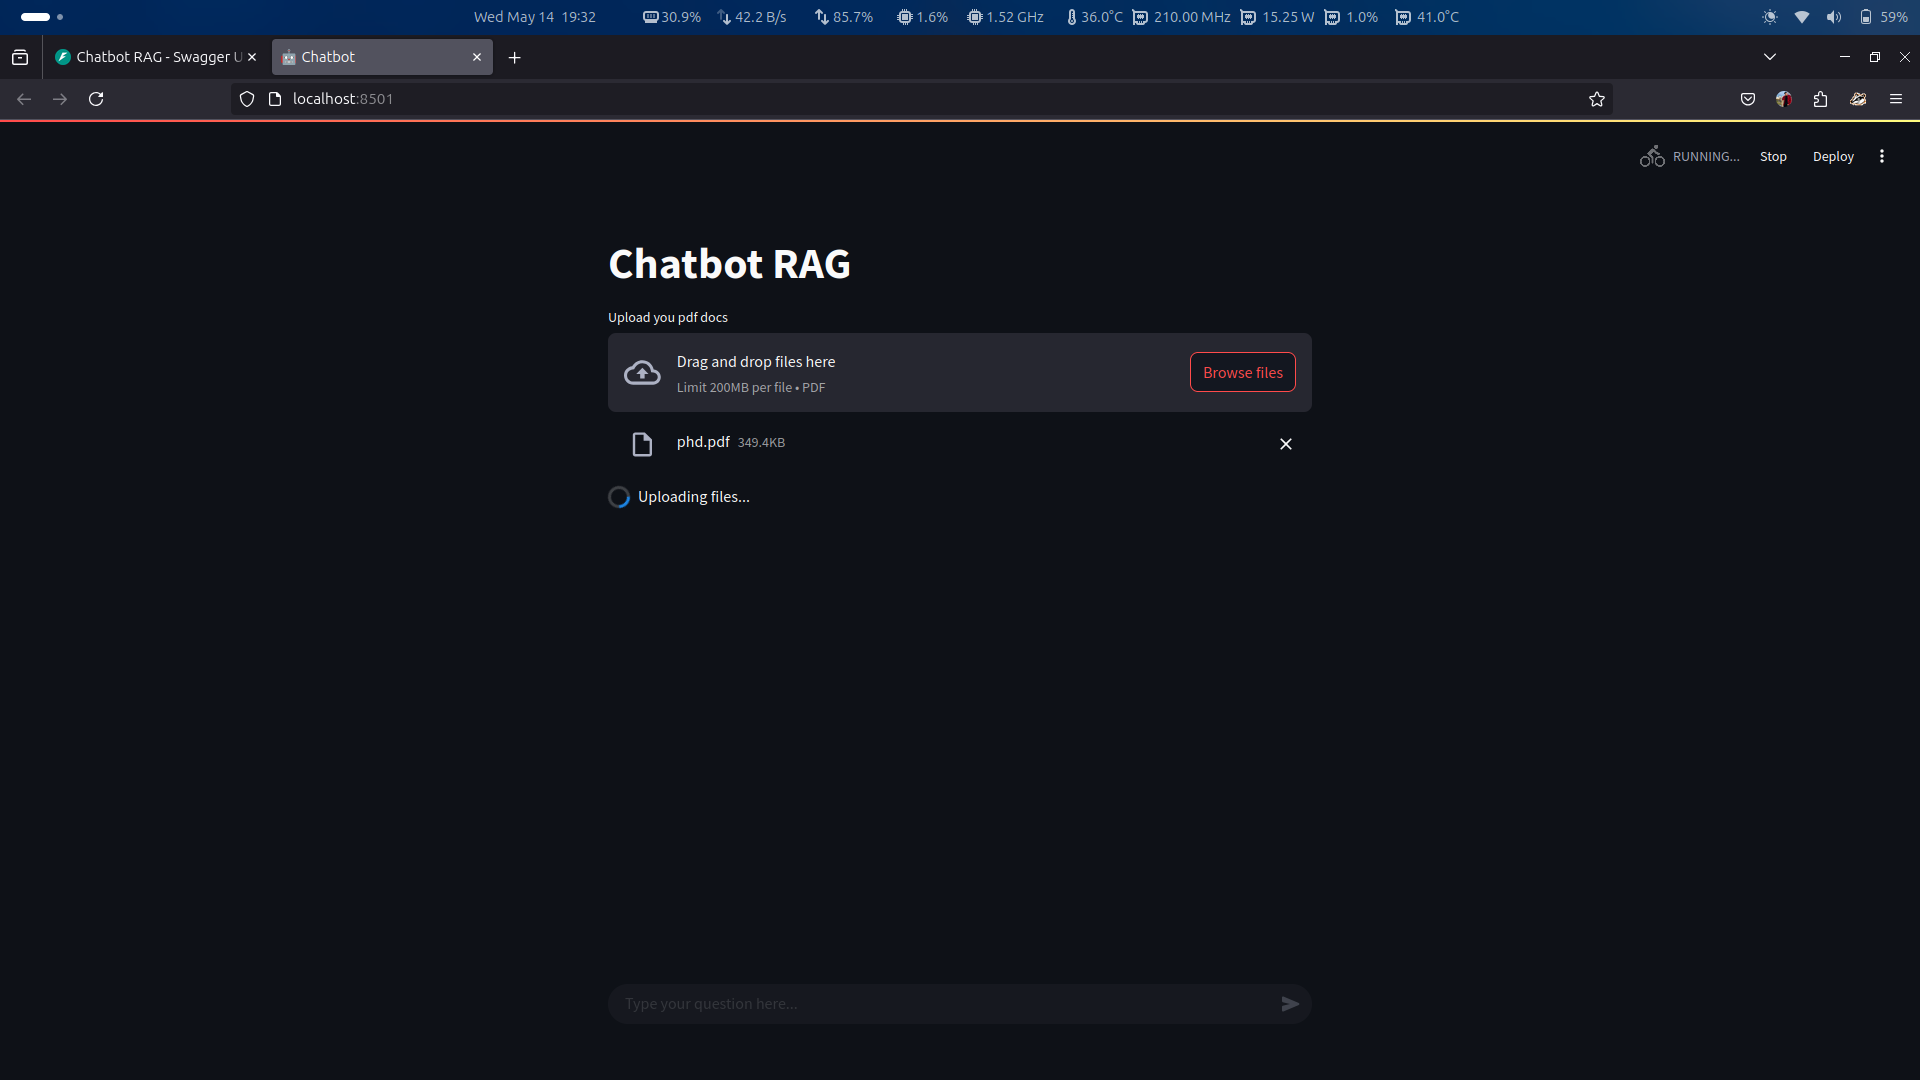 Wed May 14 19:32 30.9% 42.2 B/s 85.7% 1.6% 1.52 GHz 36.0°C 210.00 MHz 15.25 W 1.0% 41.0°C 59%
Chatbot RAG - Swagger U
Chatbot
localhost:8501
RUNNING... Stop Deploy
Chatbot RAG
Upload you pdf docs
Drag and drop files here
Limit 200MB per file • PDF
Browse files
phd.pdf 349.4KB
Uploading files...
Type your question here...